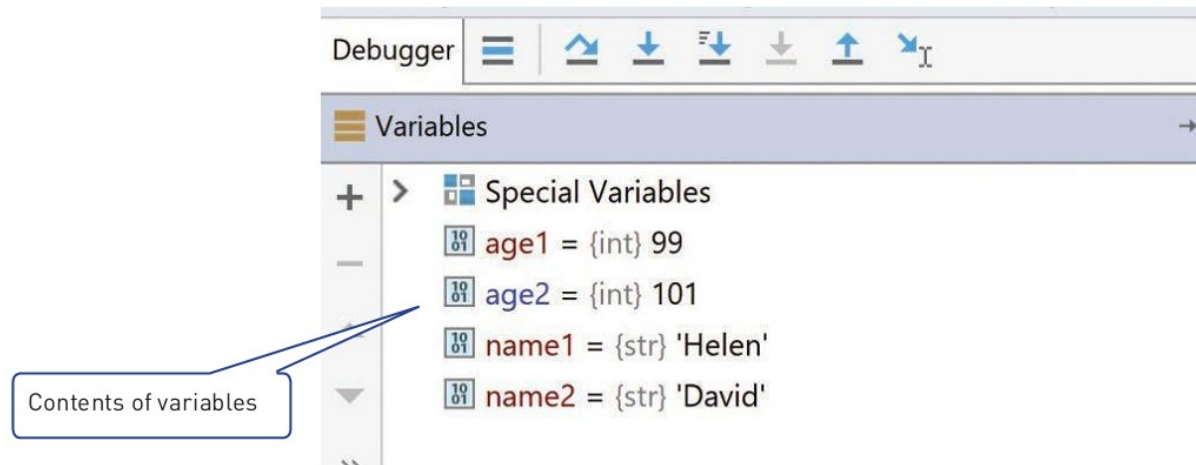 Debugger
Variables
Special Variables
age1 = {int} 99
age2 = {int} 101
name1 = {str} 'Helen'
name2 = {str} 'David'
Contents of variables